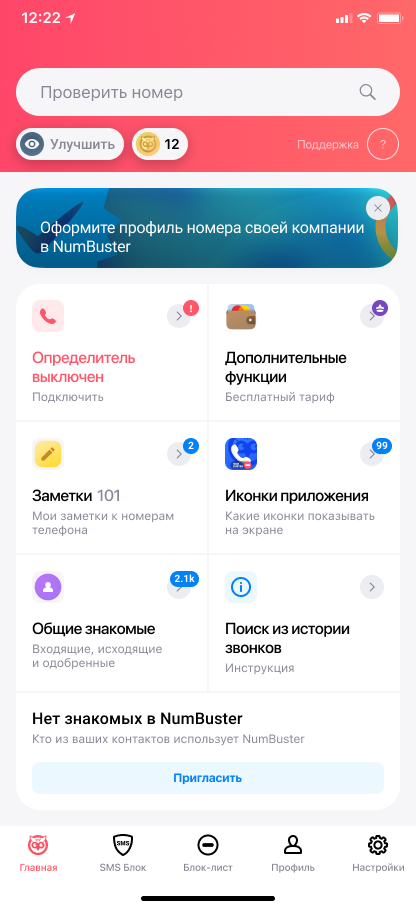 12:22
Проверить номер
Улучшить
12
Поддержка
?
Оформите профиль номера своей компании
в NumBuster
!
Определитель
выключен
Подключить
Дополнительные
функции
Бесплатный тариф
2
Заметки 101
Мои заметки к номерам
телефона
99
Иконки приложения
Какие иконки показывать
на экране
2.1k
Общие знакомые
Входящие, исходящие
и одобренные
Поиск из истории
звонков
Инструкция
Нет знакомых в NumBuster
Кто из ваших контактов использует NumBuster
Пригласить
SMS
Главная
SMS Блок
Блок-лист
Профиль
Настройки